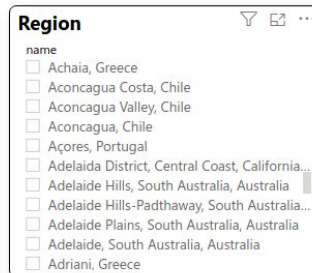 Region
name
Achaia, Greece
Aconcagua Costa, Chile
Aconcagua Valley, Chile
Aconcagua, Chile
Açores, Portugal
Adelaida District, Central Coast, California...
Adelaide Hills, South Australia, Australia
Adelaide Hills-Padthaway, South Australia...
Adelaide Plains, South Australia, Australia
Adelaide, South Australia, Australia
Adriani, Greece